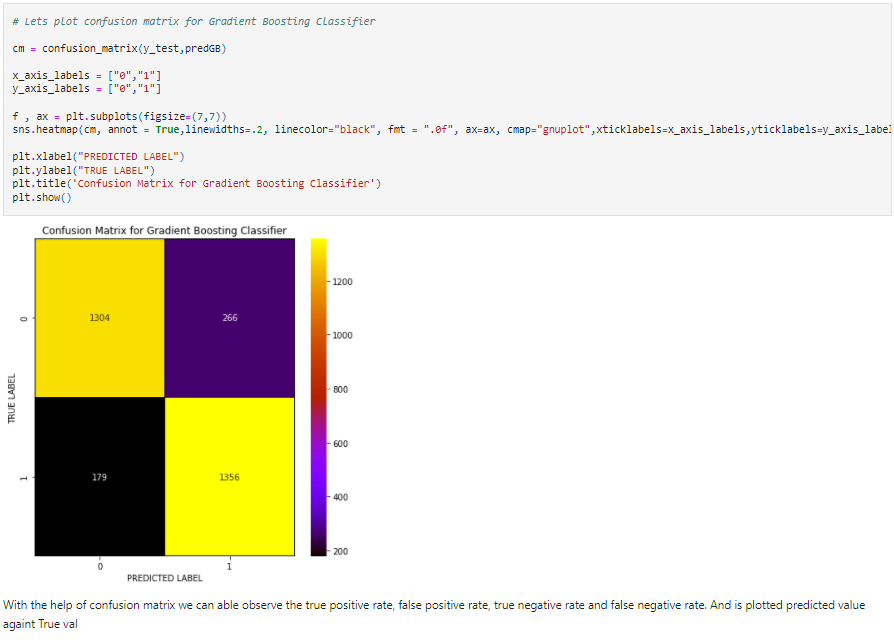 # Lets plot confusion matrix for Gradient Boosting Classifier
cm = confusion_matrix(y_test,predGB)
x_axis_labels = ["0","1"]
y_axis_labels = ["0","1"]
f , ax = plt.subplots(figsize=(7,7))
sns.heatmap(cm, annot = True,linewidths=.2, linecolor="black", fmt = ".0f", ax=ax, cmap="gnuplot",xticklabels=x_axis_labels,yticklabels=y_axis_label
plt.xlabel("PREDICTED LABEL")
plt.ylabel("TRUE LABEL")
plt.title('Confusion Matrix for Gradient Boosting Classifier')
plt.show()
Confusion Matrix for Gradient Boosting Classifier
TRUE LABEL
0
1304
266
1
179
1356
0
1
PREDICTED LABEL
1200
1000
800
600
400
200
With the help of confusion matrix we can able observe the true positive rate, false positive rate, true negative rate and false negative rate. And is plotted predicted value
againt True val